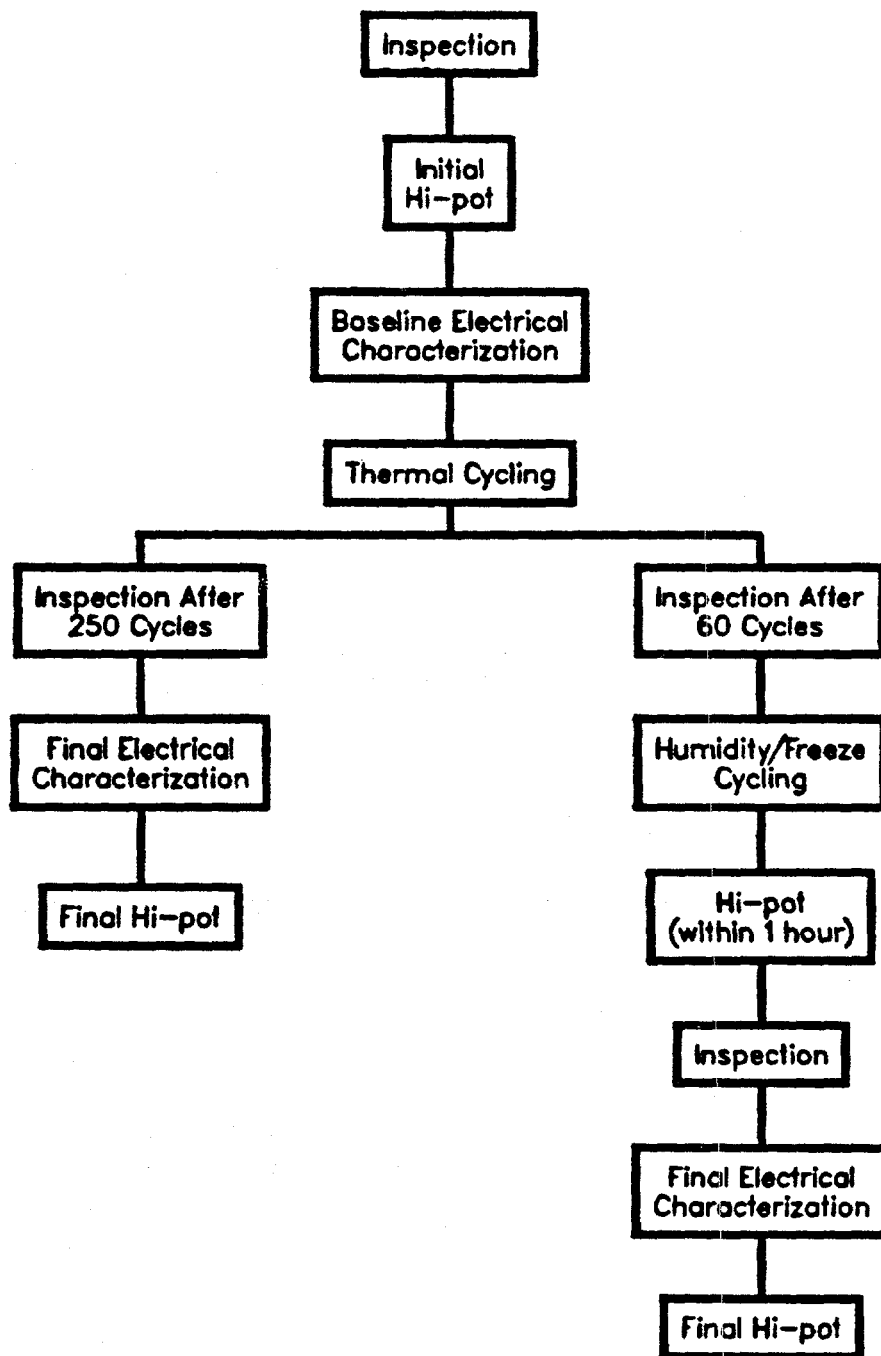 Inspection
Initial
Hi-pot
Baseline Electrical
Characterization
Thermal Cycling
Inspection After
250 Cycles
Final Electrical
Characterization
Final Hi-pot
Inspection After
60 Cycles
Humidity/Freeze
Cycling
Hi-pot
(within 1 hour)
Inspection
Final Electrical
Characterization
Final Hi-pot